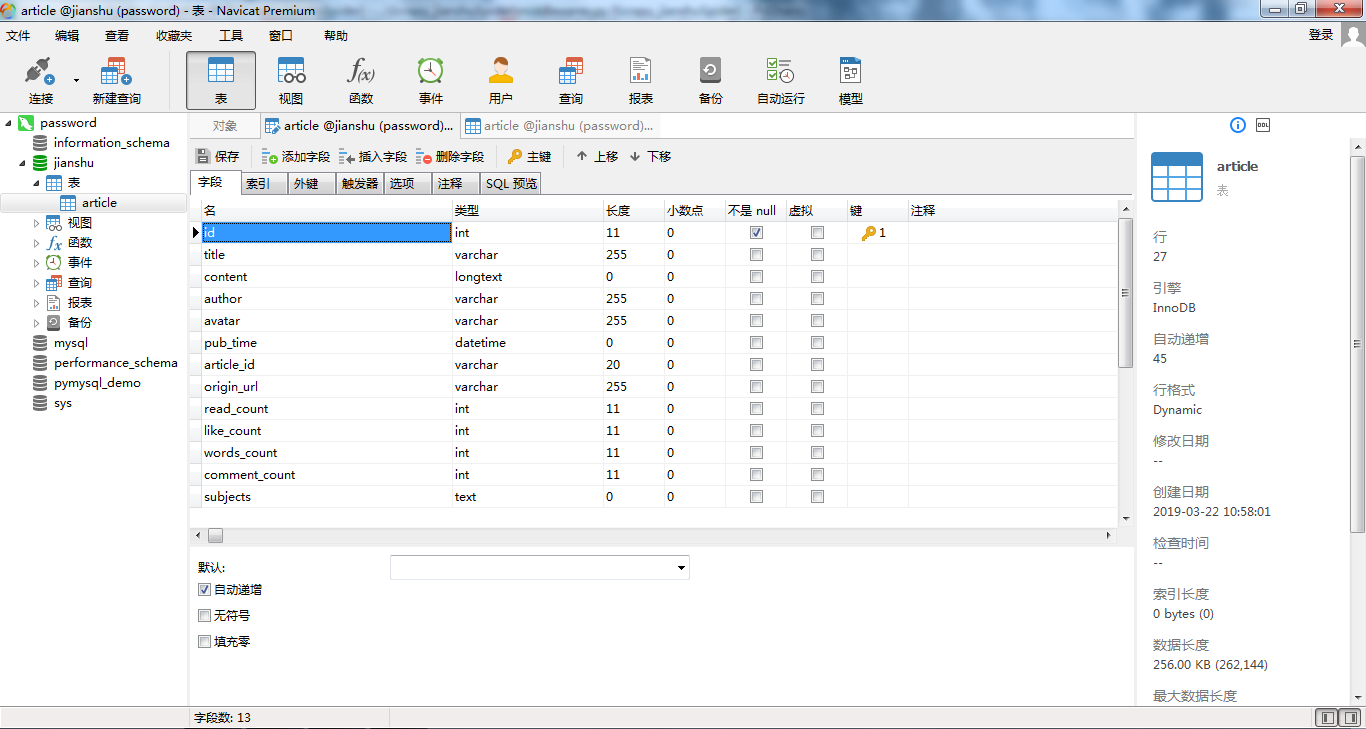 article @jianshu (password) - 表 - Navicat Premium
文件 编辑 查看 收藏夹 工具 窗口 帮助 登录
连接 新建查询 表 视图 函数 事件 用户 查询 报表 备份 自动运行 模型
password
information_schema
jianshu
表
article
视图
函数
事件
查询
报表
备份
mysql
performance_schema
pymysql_demo
sys
对象 article @jianshu (password)... article @jianshu (password)...
保存 添加字段 插入字段 删除字段 主键 上移 下移
字段 索引 外键 触发器 选项 注释 SQL 预览
名 类型 长度 小数点 不是 null 虚拟 键 注释
id int 11 0 1
title varchar 255 0
content longtext 0 0
author varchar 255 0
avatar varchar 255 0
pub_time datetime 0 0
article_id varchar 20 0
origin_url varchar 255 0
read_count int 11 0
like_count int 11 0
words_count int 11 0
comment_count int 11 0
subjects text 0 0
默认:
自动递增
无符号
填充零
DDL
article
表
行
27
引擎
InnoDB
自动递增
45
行格式
Dynamic
修改日期
--
创建日期
2019-03-22 10:58:01
检查时间
--
索引长度
0 bytes (0)
数据长度
256.00 KB (262,144)
最大数据长度
字段数: 13